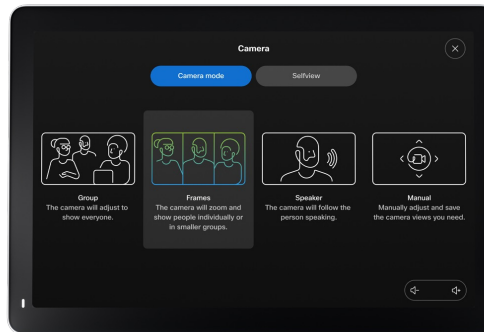 Camera
Camera mode
Selfview
Group
The camera will adjust to
show everyone.
Frames
The camera will zoom and
show people individually or
in smaller groups.
Speaker
The camera will follow the
person speaking.
Manual
Manually adjust and save
the camera views you need.